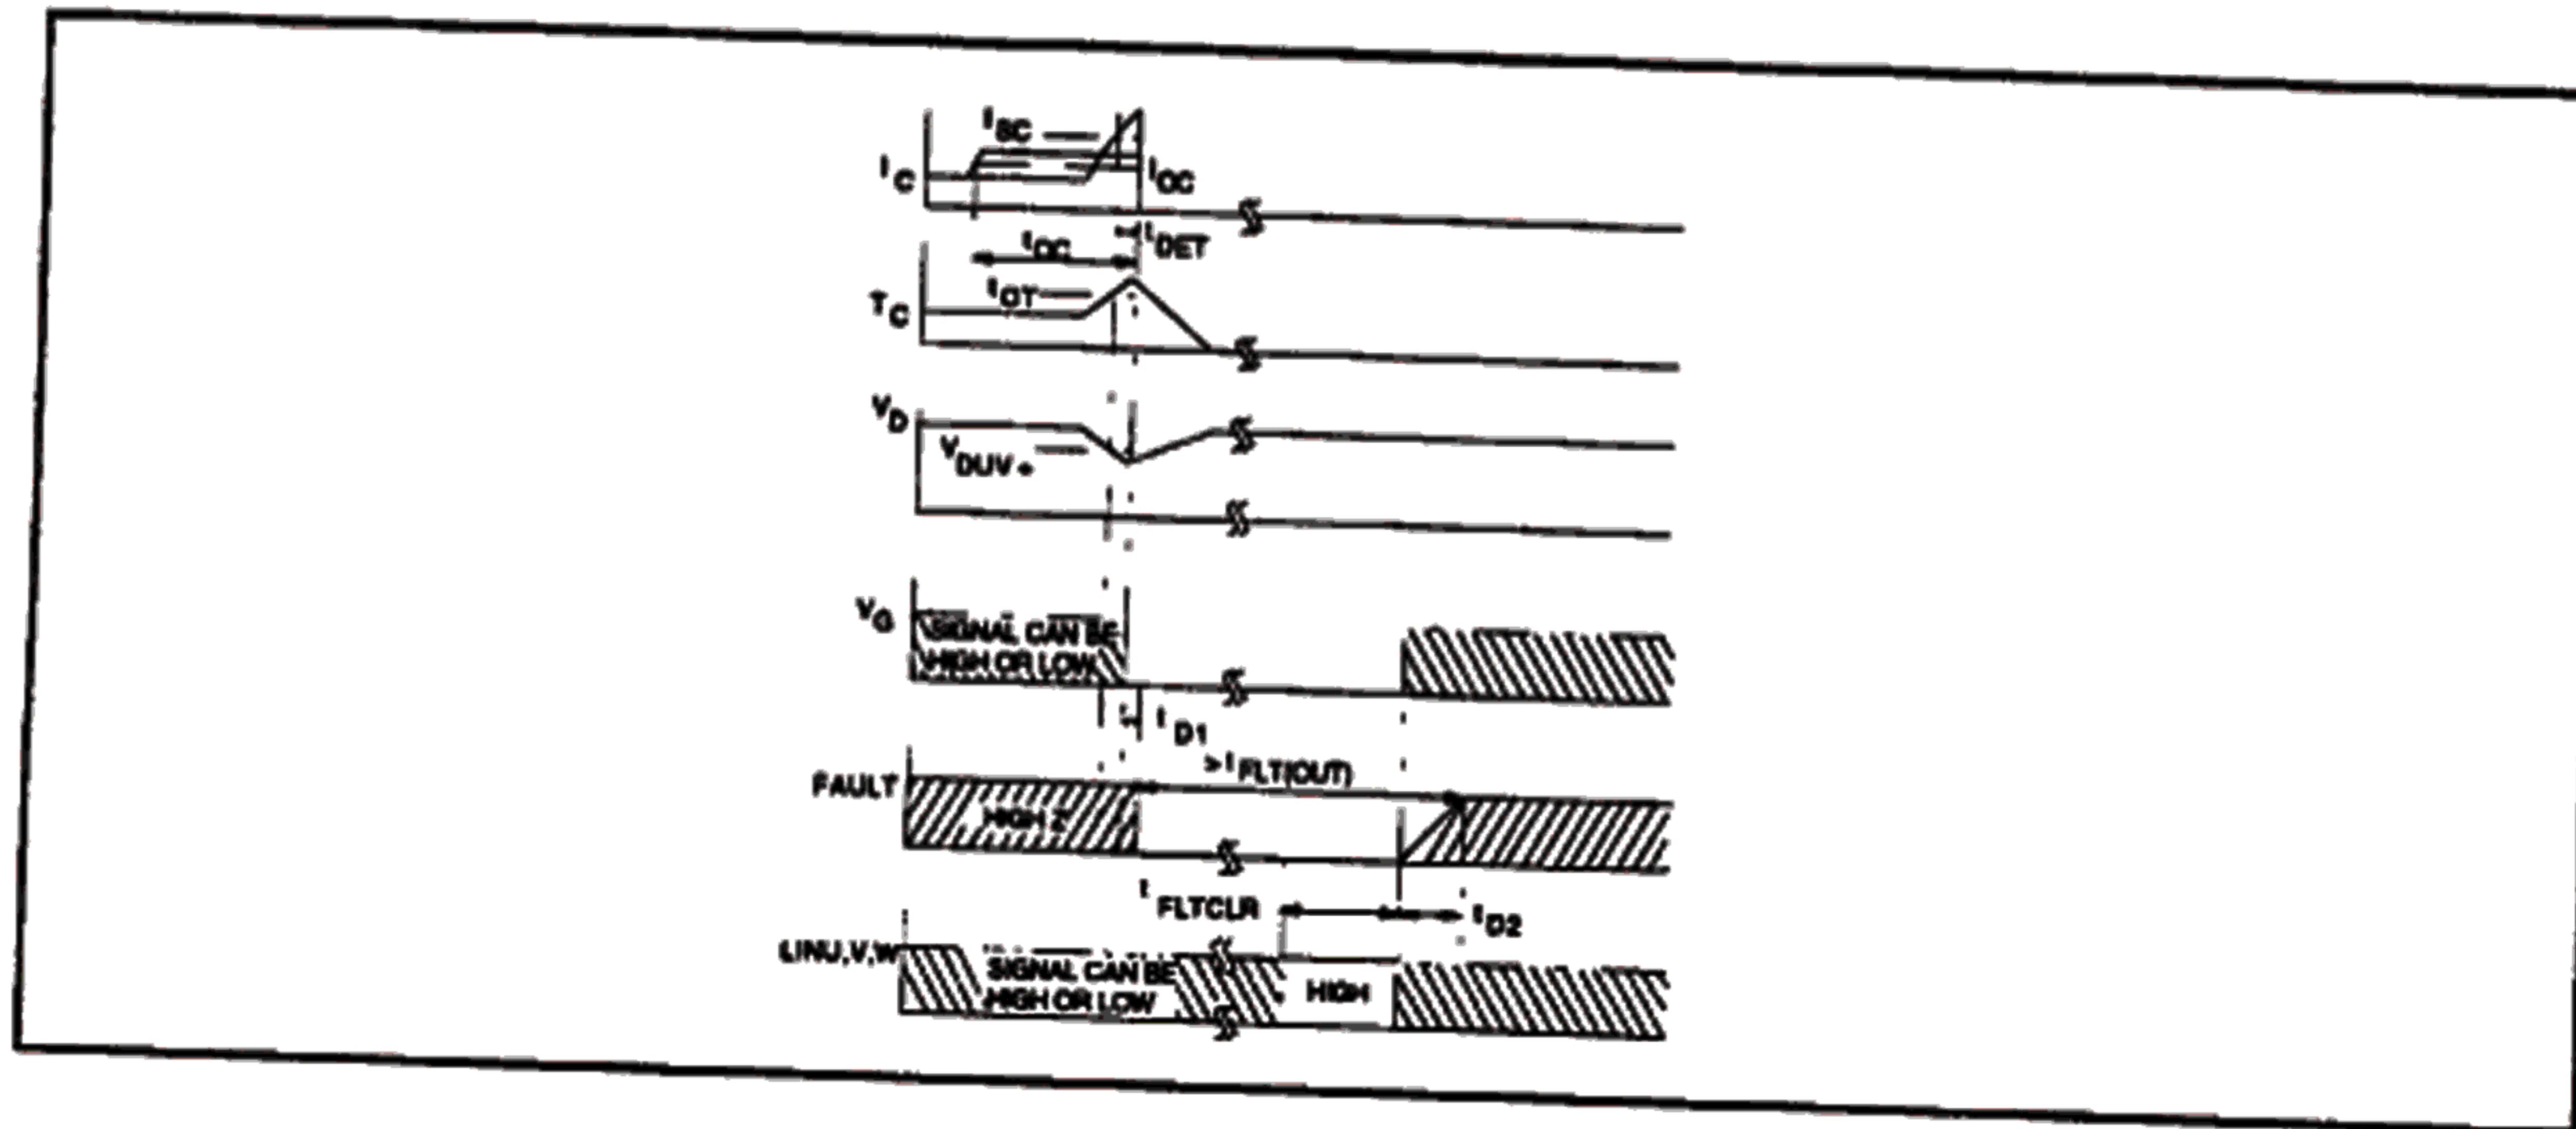 I SC
I C
I OC
t DET
t OC
t OT
T C
V D
V DUV+
V G
SIGNAL CAN BE
HIGH OR LOW
t D1
>t FLT(OUT)
FAULT
HIGH Z
t FLTCLR
t D2
LINU,V,W
SIGNAL CAN BE
HIGH OR LOW
HIGH